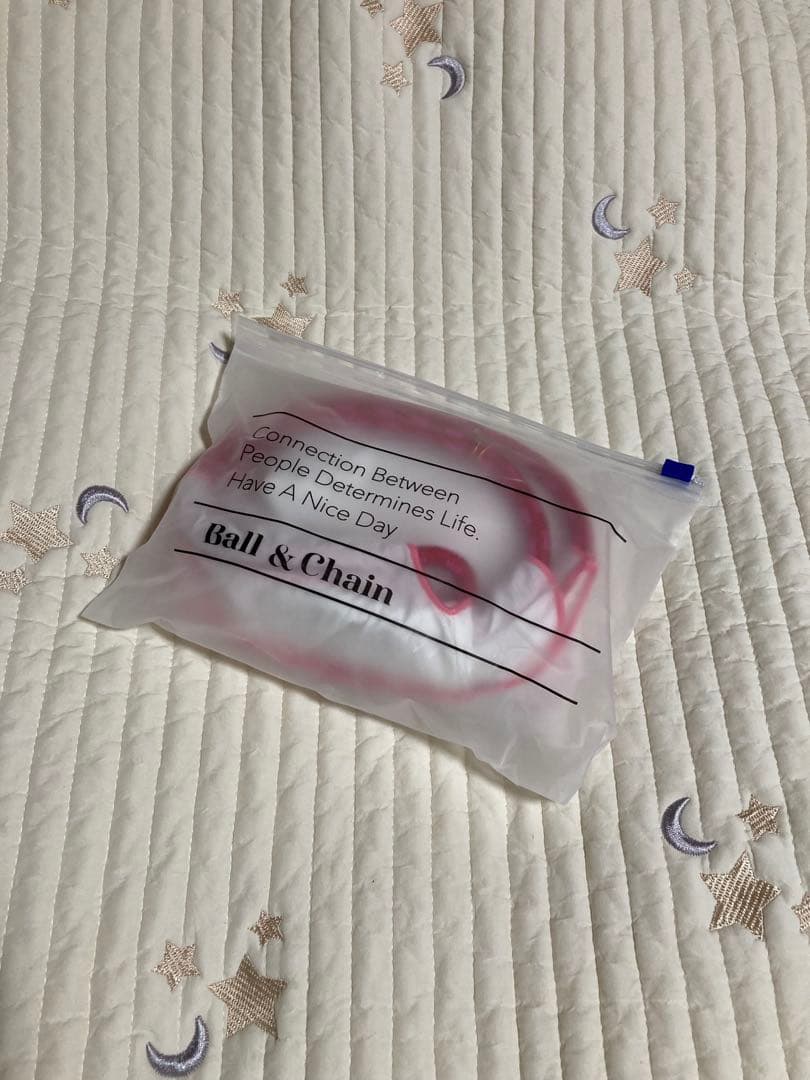 Connection Between
People Determines Life.
Have A Nice Day
Ball & Chain